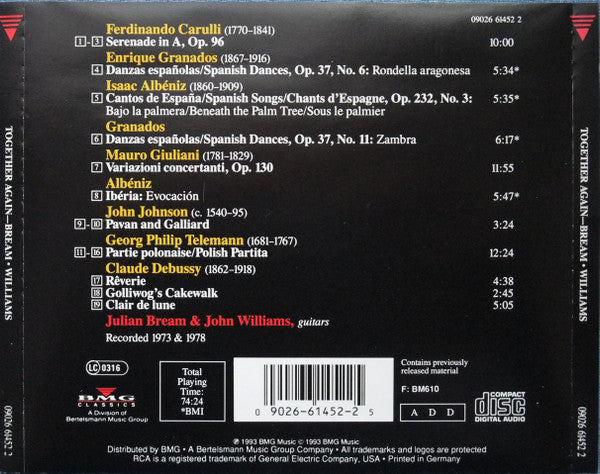 09026 61452 2
Ferdinando Carulli (1770–1841)
1 - 3 Serenade in A, Op. 96 10:00
Enrique Granados (1867–1916)
4 Danzas españolas/Spanish Dances, Op. 37, No. 6: Rondella aragonesa 5:34*
Isaac Albéniz (1860–1909)
5 Cantos de España/Spanish Songs/Chants d'Espagne, Op. 232, No. 3: 5:35*
Bajo la palmera/Beneath the Palm Tree/Sous le palmier
Granados
6 Danzas españolas/Spanish Dances, Op. 37, No. 11: Zambra 6:17*
Mauro Giuliani (1781–1829)
7 Variazioni concertanti, Op. 130 11:55
Albéniz
8 Ibéria: Evocación 5:47*
John Johnson (c. 1540–95)
9 - 10 Pavan and Galliard 3:24
Georg Philip Telemann (1681–1767)
11 - 16 Partie polonaise/Polish Partita 12:24
Claude Debussy (1862–1918)
17 Rêverie 4:38
18 Golliwog's Cakewalk 2:45
19 Clair de lune 5:05
Julian Bream & John Williams, guitars
Recorded 1973 & 1978
LC 0316
BMG
CLASSICS
A Division of
Bertelsmann Music Group
Total
Playing
Time:
74:24
*BMI
0 9026-61452-2 5
Contains previously
released material
F: BM610
A D D
COMPACT
disc
DIGITAL AUDIO
℗ 1993 BMG Music © 1993 BMG Music
Distributed by BMG • A Bertelsmann Music Group Company • All trademarks and logos are protected
RCA is a registered trademark of General Electric Company, USA • Printed in Germany
TOGETHER AGAIN—BREAM • WILLIAMS
09026 61452 2
TOGETHER AGAIN—BREAM • WILLIAMS
09026 61452 2